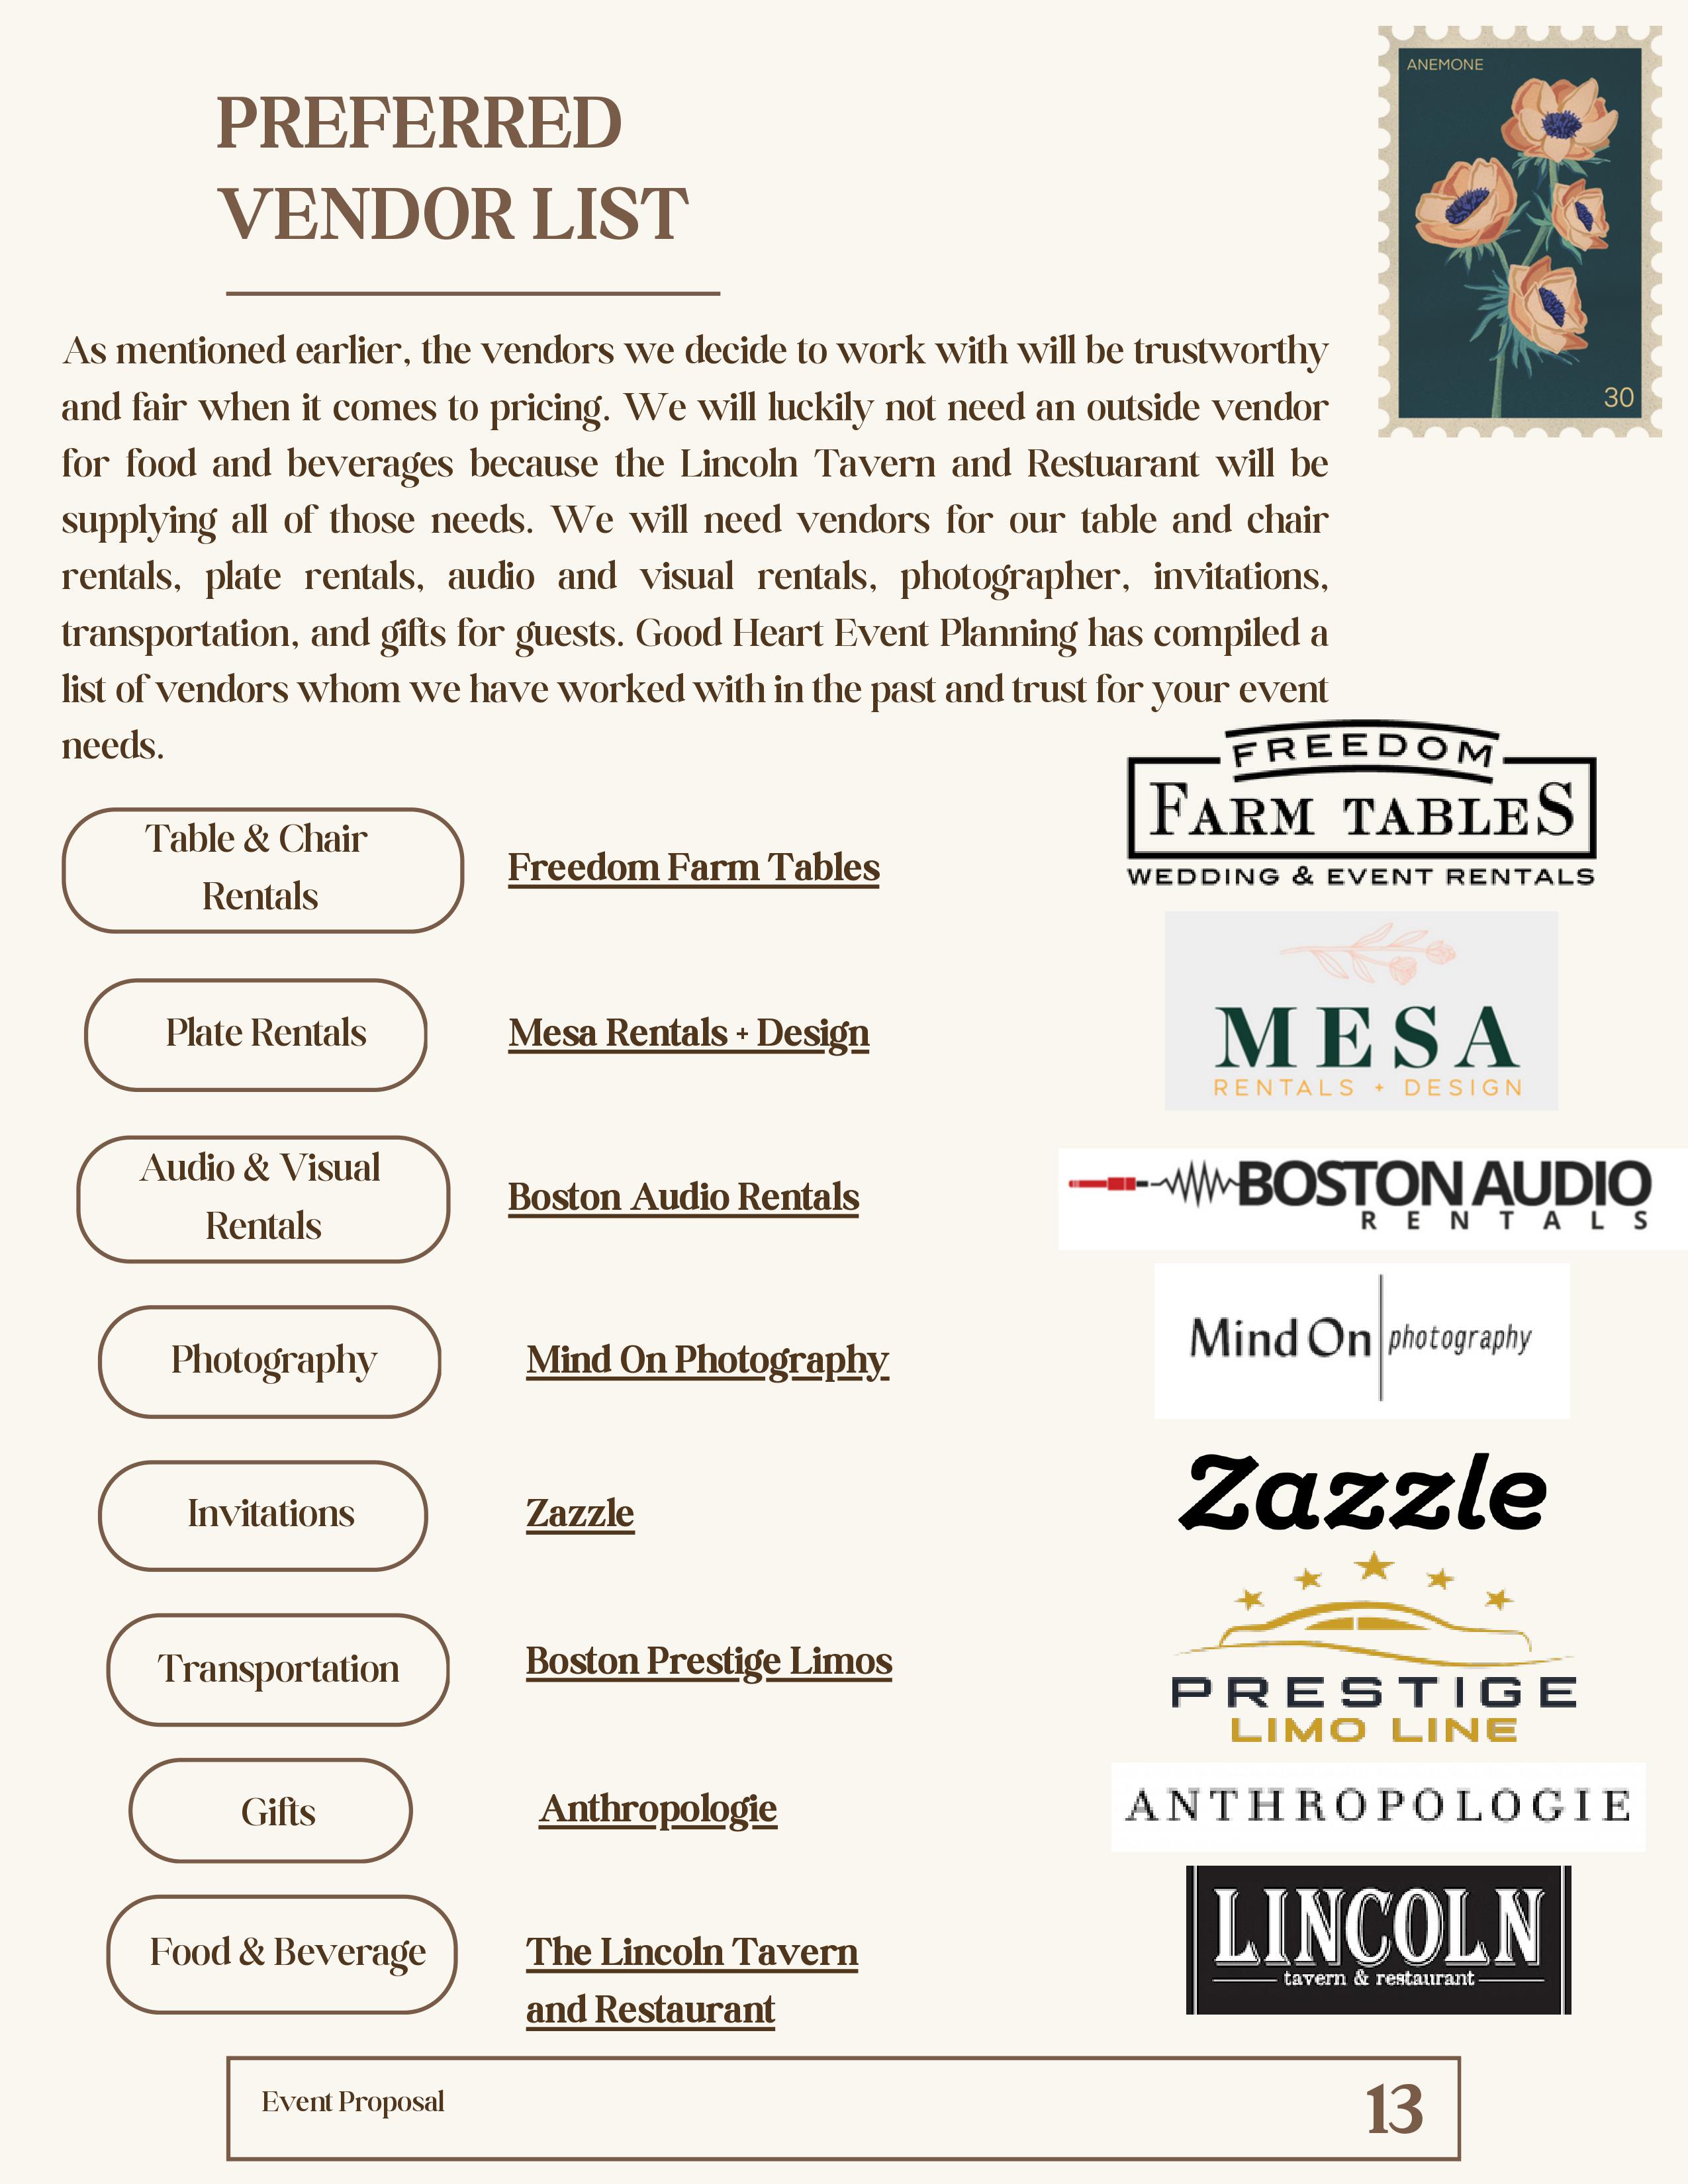 ANEMONE
30
PREFERRED
VENDOR LIST
As mentioned earlier, the vendors we decide to work with will be trustworthy
and fair when it comes to pricing. We will luckily not need an outside vendor
for food and beverages because the Lincoln Tavern and Restuarant will be
supplying all of those needs. We will need vendors for our table and chair
rentals, plate rentals, audio and visual rentals, photographer, invitations,
transportation, and gifts for guests. Good Heart Event Planning has compiled a
list of vendors whom we have worked with in the past and trust for your event
needs.
Table & Chair
Rentals
Freedom Farm Tables
FREEDOM
FARM TABLES
WEDDING & EVENT RENTALS
Plate Rentals
Mesa Rentals + Design
MESA
RENTALS + DESIGN
Audio & Visual
Rentals
Boston Audio Rentals
BOSTON AUDIO
RENTALS
Photography
Mind On Photography
Mind On photography
Invitations
Zazzle
Zazzle
Transportation
Boston Prestige Limos
PRESTIGE
LIMO LINE
Gifts
Anthropologie
ANTHROPOLOGIE
Food & Beverage
The Lincoln Tavern
and Restaurant
LINCOLN
tavern & restaurant
Event Proposal
13